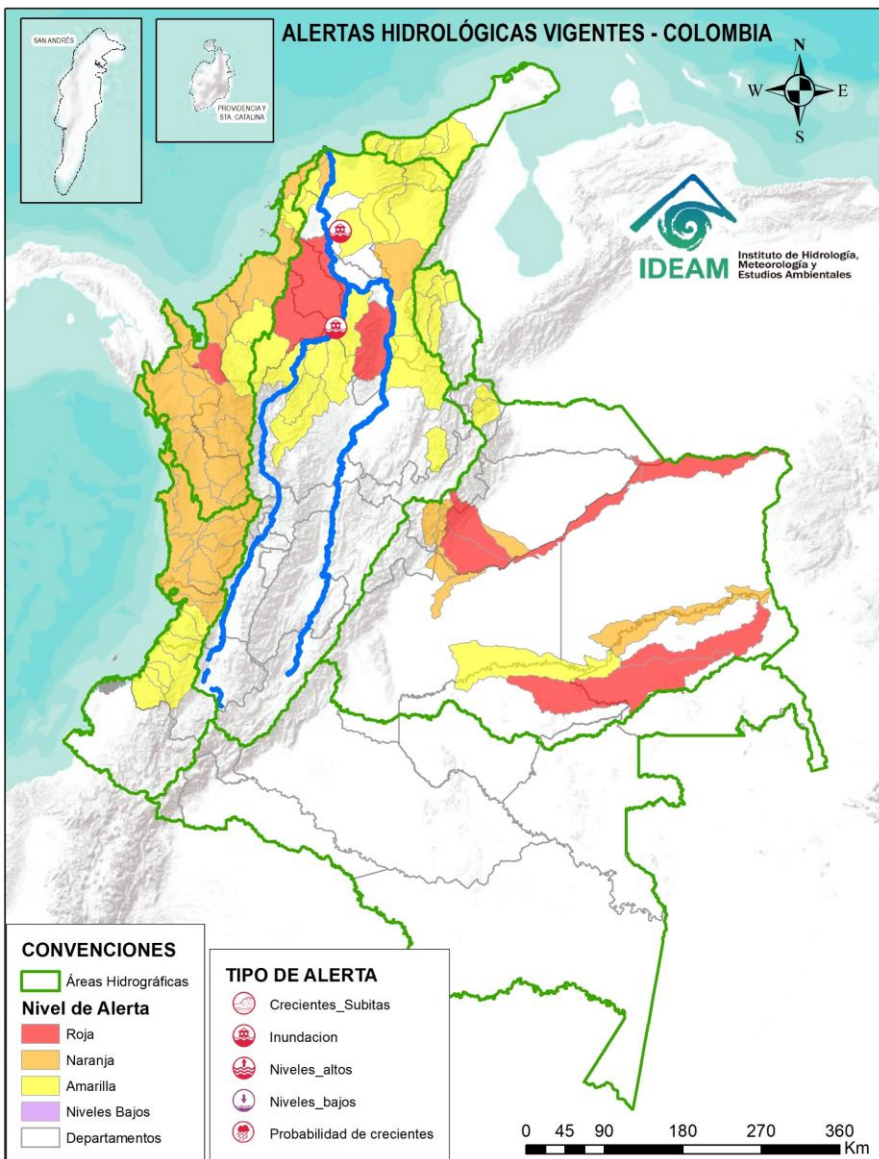 ALERTAS HIDROLÓGICAS VIGENTES - COLOMBIA
SAN ANDRÉS
PROVIDENCIA Y
STA. CATALINA
N
W
E
S
IDEAM
Instituto de Hidrología,
Meteorología y
Estudios Ambientales
CONVENCIONES
Áreas Hidrográficas
Nivel de Alerta
Roja
Naranja
Amarilla
Niveles Bajos
Departamentos
TIPO DE ALERTA
Crecientes_Subitas
Inundacion
Niveles_altos
Niveles_bajos
Probabilidad de crecientes
0 45 90 180 270 360
Km